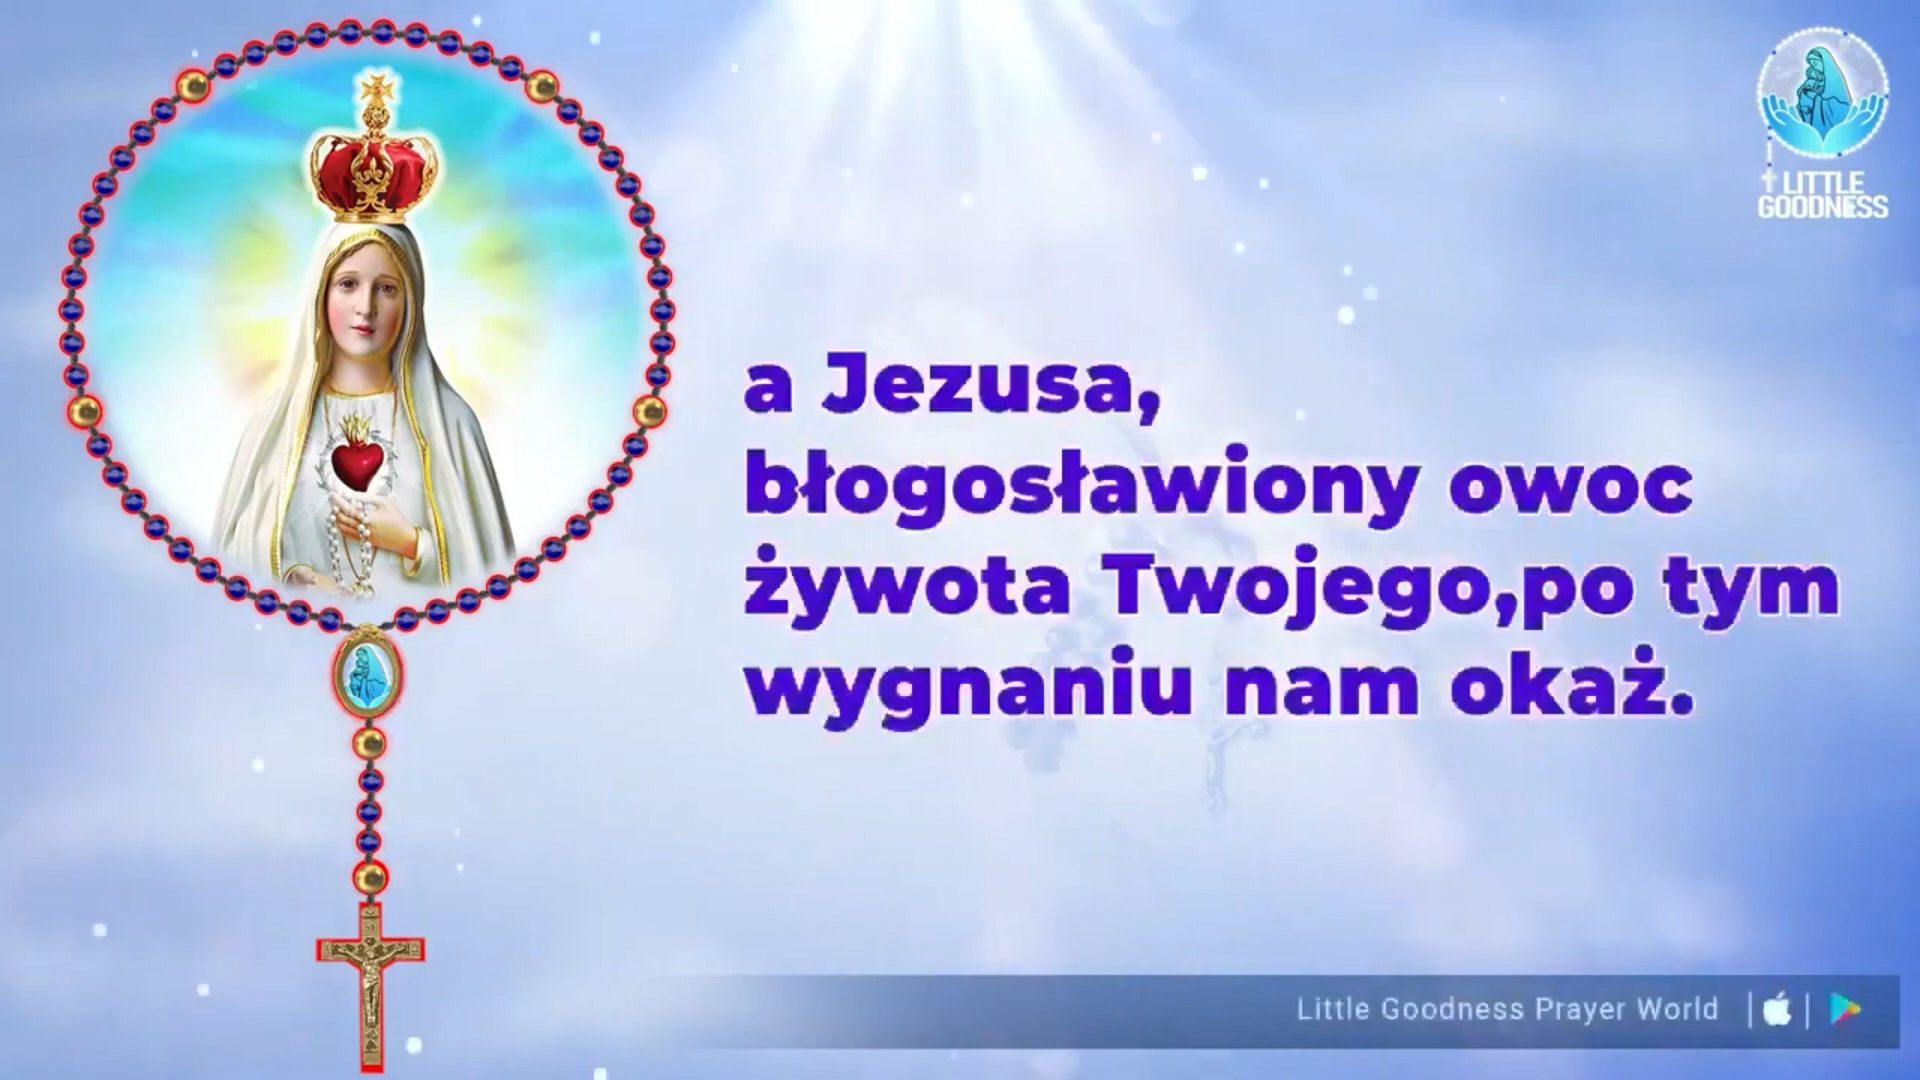 a Jezusa,
błogosławiony owoc
żywota Twojego,po tym
wygnaniu nam okaż.
LITTLE
GOODNESS
Little Goodness Prayer World